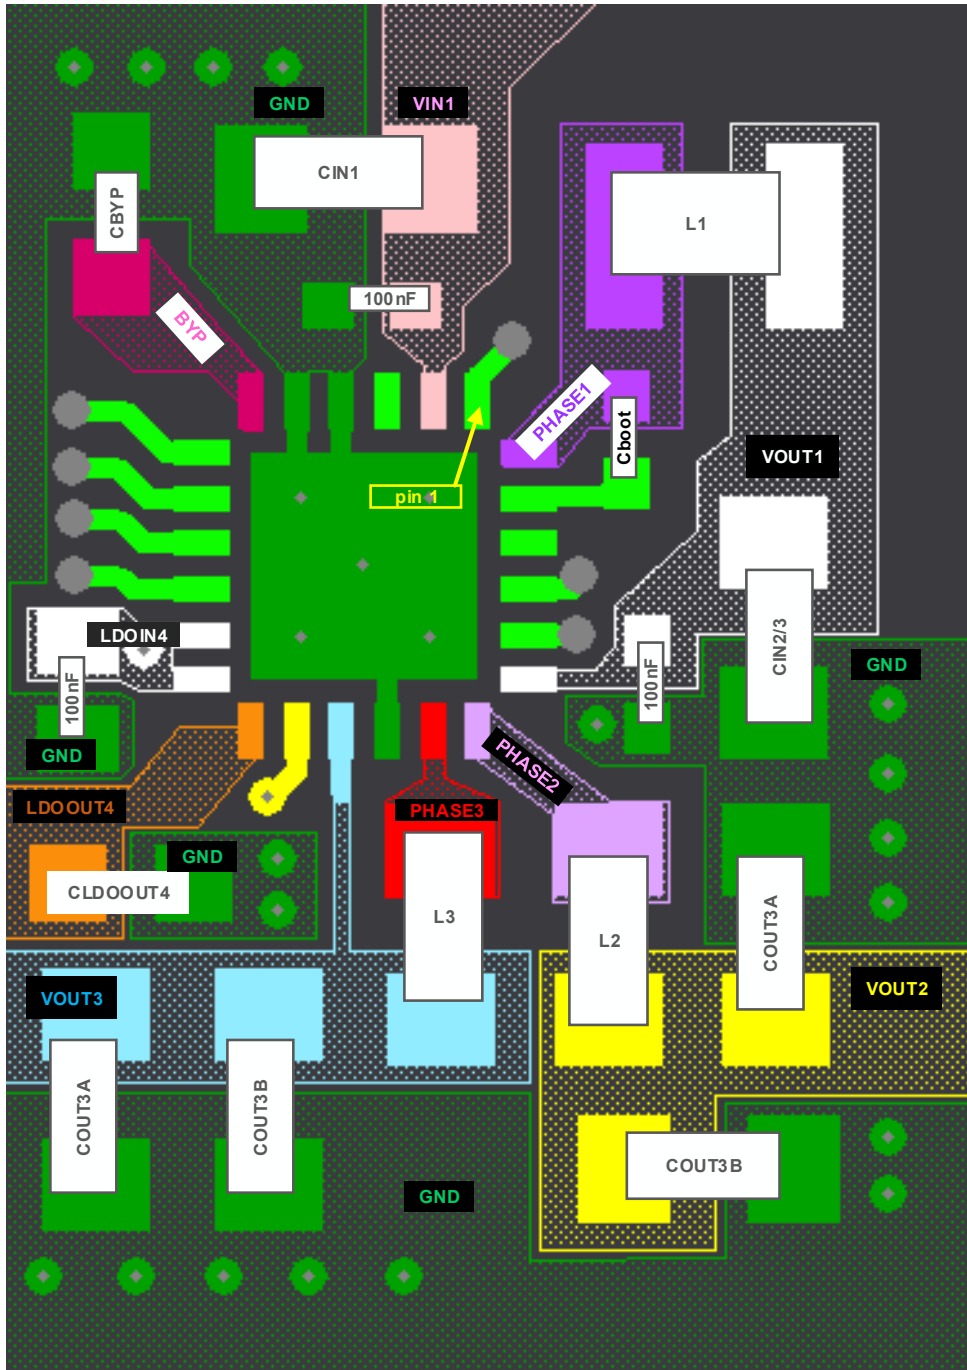 GND
VIN1
CIN1
CBYP
L1
100nF
BYP
PHASE1
Cboot
VOUT1
pin 1
LDOIN4
CIN2/3
GND
100nF
100nF
GND
PHASE2
LDOOUT4
PHASE3
GND
CLDOOUT4
L3
L2
COUT3A
VOUT3
VOUT2
COUT3A
COUT3B
COUT3B
GND